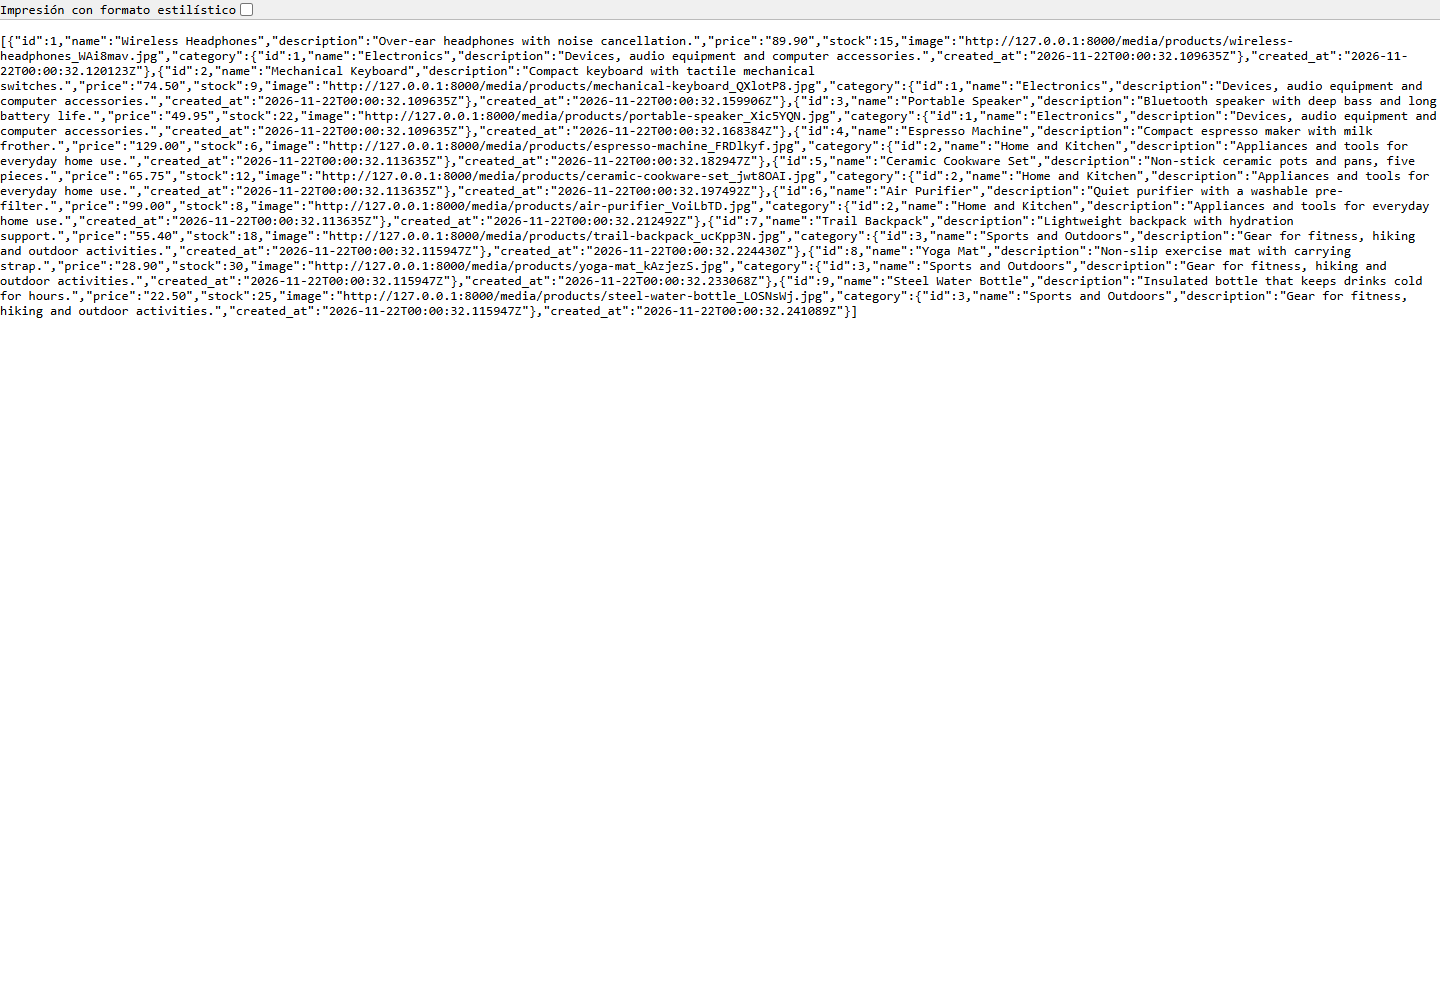 Impresión con formato estilístico
[{"id":1,"name":"Wireless Headphones","description":"Over-ear headphones with noise cancellation.","price":"89.90","stock":15,"image":"http://127.0.0.1:8000/media/products/wireless-
headphones_WAi8mav.jpg","category":{"id":1,"name":"Electronics","description":"Devices, audio equipment and computer accessories.","created_at":"2026-11-22T00:00:32.109635Z"},"created_at":"2026-11-
22T00:00:32.120123Z"},{"id":2,"name":"Mechanical Keyboard","description":"Compact keyboard with tactile mechanical
switches.","price":"74.50","stock":9,"image":"http://127.0.0.1:8000/media/products/mechanical-keyboard_QXlotP8.jpg","category":{"id":1,"name":"Electronics","description":"Devices, audio equipment and
computer accessories.","created_at":"2026-11-22T00:00:32.109635Z"},"created_at":"2026-11-22T00:00:32.159906Z"},{"id":3,"name":"Portable Speaker","description":"Bluetooth speaker with deep bass and long
battery life.","price":"49.95","stock":22,"image":"http://127.0.0.1:8000/media/products/portable-speaker_Xic5YQN.jpg","category":{"id":1,"name":"Electronics","description":"Devices, audio equipment and
computer accessories.","created_at":"2026-11-22T00:00:32.109635Z"},"created_at":"2026-11-22T00:00:32.168384Z"},{"id":4,"name":"Espresso Machine","description":"Compact espresso maker with milk
frother.","price":"129.00","stock":6,"image":"http://127.0.0.1:8000/media/products/espresso-machine_FRDlkyf.jpg","category":{"id":2,"name":"Home and Kitchen","description":"Appliances and tools for
everyday home use.","created_at":"2026-11-22T00:00:32.113635Z"},"created_at":"2026-11-22T00:00:32.182947Z"},{"id":5,"name":"Ceramic Cookware Set","description":"Non-stick ceramic pots and pans, five
pieces.","price":"65.75","stock":12,"image":"http://127.0.0.1:8000/media/products/ceramic-cookware-set_jwt8OAI.jpg","category":{"id":2,"name":"Home and Kitchen","description":"Appliances and tools for
everyday home use.","created_at":"2026-11-22T00:00:32.113635Z"},"created_at":"2026-11-22T00:00:32.197492Z"},{"id":6,"name":"Air Purifier","description":"Quiet purifier with a washable pre-
filter.","price":"99.00","stock":8,"image":"http://127.0.0.1:8000/media/products/air-purifier_VoiLbTD.jpg","category":{"id":2,"name":"Home and Kitchen","description":"Appliances and tools for everyday
home use.","created_at":"2026-11-22T00:00:32.113635Z"},"created_at":"2026-11-22T00:00:32.212492Z"},{"id":7,"name":"Trail Backpack","description":"Lightweight backpack with hydration
support.","price":"55.40","stock":18,"image":"http://127.0.0.1:8000/media/products/trail-backpack_ucKpp3N.jpg","category":{"id":3,"name":"Sports and Outdoors","description":"Gear for fitness, hiking
and outdoor activities.","created_at":"2026-11-22T00:00:32.115947Z"},"created_at":"2026-11-22T00:00:32.224430Z"},{"id":8,"name":"Yoga Mat","description":"Non-slip exercise mat with carrying
strap.","price":"28.90","stock":30,"image":"http://127.0.0.1:8000/media/products/yoga-mat_kAzjezS.jpg","category":{"id":3,"name":"Sports and Outdoors","description":"Gear for fitness, hiking and
outdoor activities.","created_at":"2026-11-22T00:00:32.115947Z"},"created_at":"2026-11-22T00:00:32.233068Z"},{"id":9,"name":"Steel Water Bottle","description":"Insulated bottle that keeps drinks cold
for hours.","price":"22.50","stock":25,"image":"http://127.0.0.1:8000/media/products/steel-water-bottle_LOSNsWj.jpg","category":{"id":3,"name":"Sports and Outdoors","description":"Gear for fitness,
hiking and outdoor activities.","created_at":"2026-11-22T00:00:32.115947Z"},"created_at":"2026-11-22T00:00:32.241089Z"}]